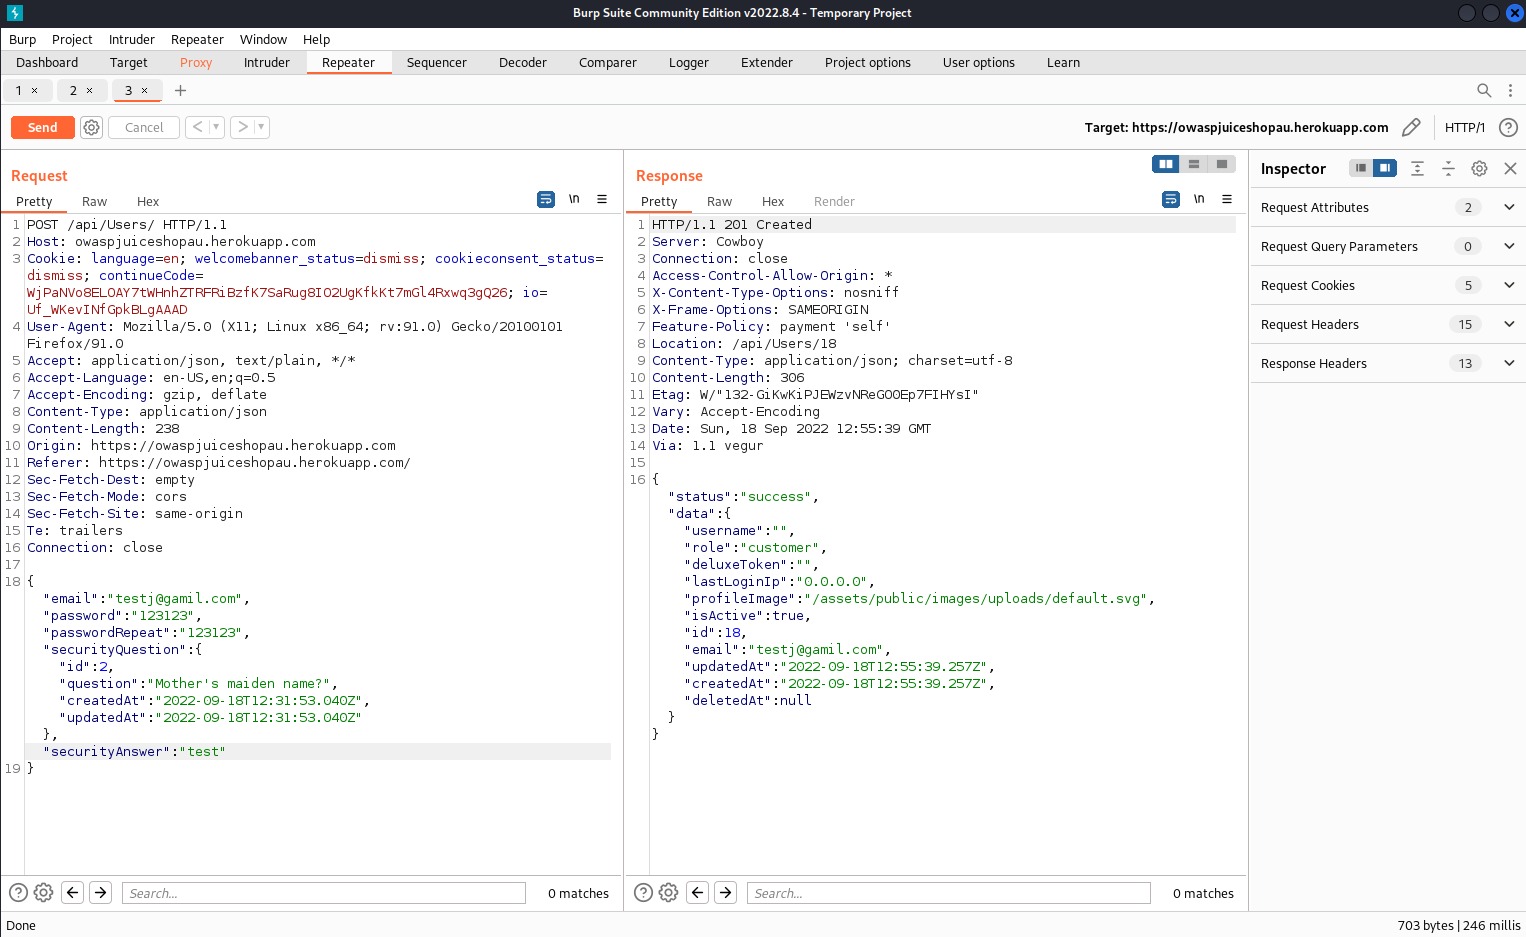 Burp Suite Community Edition v2022.8.4 - Temporary Project
Burp Project Intruder Repeater Window Help
Dashboard Target Proxy Intruder Repeater Sequencer Decoder Comparer Logger Extender Project options User options Learn
1 × 2 × 3 × +
Send Cancel < > Target: https://owaspjuiceshopau.herokuapp.com HTTP/1 ?
Request
Pretty Raw Hex \n
1 POST /api/Users/ HTTP/1.1
2 Host: owaspjuiceshopau.herokuapp.com
3 Cookie: language=en; welcomebanner_status=dismiss; cookieconsent_status=
dismiss; continueCode=
WjPaNVo8ELOAY7tWHnhZTRFRiBzfK7SaRug8IO2UgKfkKt7mGl4Rxwq3gQ26; io=
Uf_WKevINfGpkBLgAAAD
4 User-Agent: Mozilla/5.0 (X11; Linux x86_64; rv:91.0) Gecko/20100101
Firefox/91.0
5 Accept: application/json, text/plain, */*
6 Accept-Language: en-US,en;q=0.5
7 Accept-Encoding: gzip, deflate
8 Content-Type: application/json
9 Content-Length: 238
10 Origin: https://owaspjuiceshopau.herokuapp.com
11 Referer: https://owaspjuiceshopau.herokuapp.com/
12 Sec-Fetch-Dest: empty
13 Sec-Fetch-Mode: cors
14 Sec-Fetch-Site: same-origin
15 Te: trailers
16 Connection: close
17
18 {
"email":"testj@gamil.com",
"password":"123123",
"passwordRepeat":"123123",
"securityQuestion":{
"id":2,
"question":"Mother's maiden name?",
"createdAt":"2022-09-18T12:31:53.040Z",
"updatedAt":"2022-09-18T12:31:53.040Z"
},
"securityAnswer":"test"
19 }
? Search... 0 matches
Response
Pretty Raw Hex Render \n
1 HTTP/1.1 201 Created
2 Server: Cowboy
3 Connection: close
4 Access-Control-Allow-Origin: *
5 X-Content-Type-Options: nosniff
6 X-Frame-Options: SAMEORIGIN
7 Feature-Policy: payment 'self'
8 Location: /api/Users/18
9 Content-Type: application/json; charset=utf-8
10 Content-Length: 306
11 Etag: W/"132-GiKwKiPJEWzvNReGO0Ep7FIHYsI"
12 Vary: Accept-Encoding
13 Date: Sun, 18 Sep 2022 12:55:39 GMT
14 Via: 1.1 vegur
15
16 {
"status":"success",
"data":{
"username":"",
"role":"customer",
"deluxeToken":"",
"lastLoginIp":"0.0.0.0",
"profileImage":"/assets/public/images/uploads/default.svg",
"isActive":true,
"id":18,
"email":"testj@gamil.com",
"updatedAt":"2022-09-18T12:55:39.257Z",
"createdAt":"2022-09-18T12:55:39.257Z",
"deletedAt":null
}
}
? Search... 0 matches
Inspector
Request Attributes 2
Request Query Parameters 0
Request Cookies 5
Request Headers 15
Response Headers 13
Done 703 bytes | 246 millis